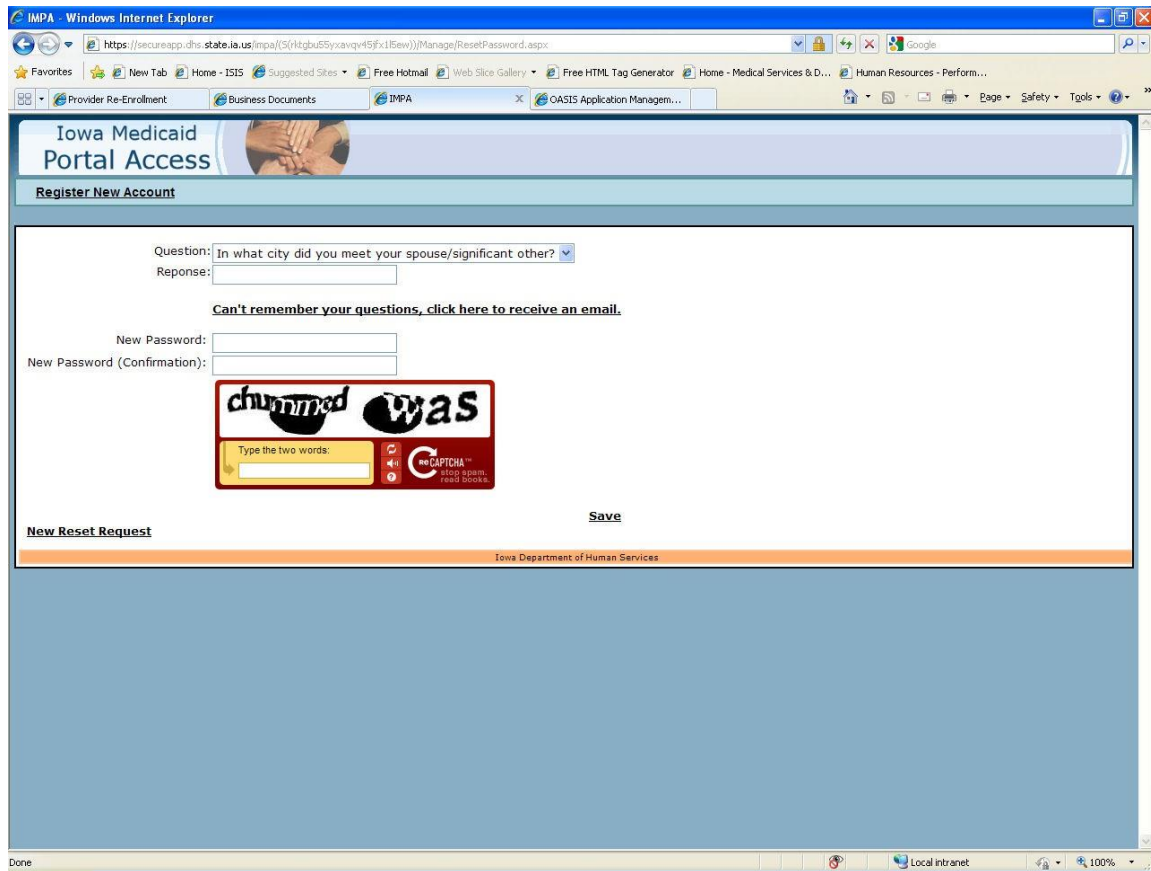 IMPA - Windows Internet Explorer
https://secureapp.dhs.state.ia.us/impa/(S(rktgbu55yxavqv45jfx1l5ew))/Manage/ResetPassword.aspx
Google
Favorites New Tab Home - ISIS Suggested Sites Free Hotmail Web Slice Gallery Free HTML Tag Generator Home - Medical Services & D... Human Resources - Perform...
Provider Re-Enrollment Business Documents IMPA X OASIS Application Managem... Page Safety Tools
Iowa Medicaid
Portal Access
Register New Account
Question: In what city did you meet your spouse/significant other?
Reponse:
Can't remember your questions, click here to receive an email.
New Password:
New Password (Confirmation):
chummed was
Type the two words:
reCAPTCHA™
stop spam.
read books.
Save
New Reset Request
Iowa Department of Human Services
Done Local intranet 100%